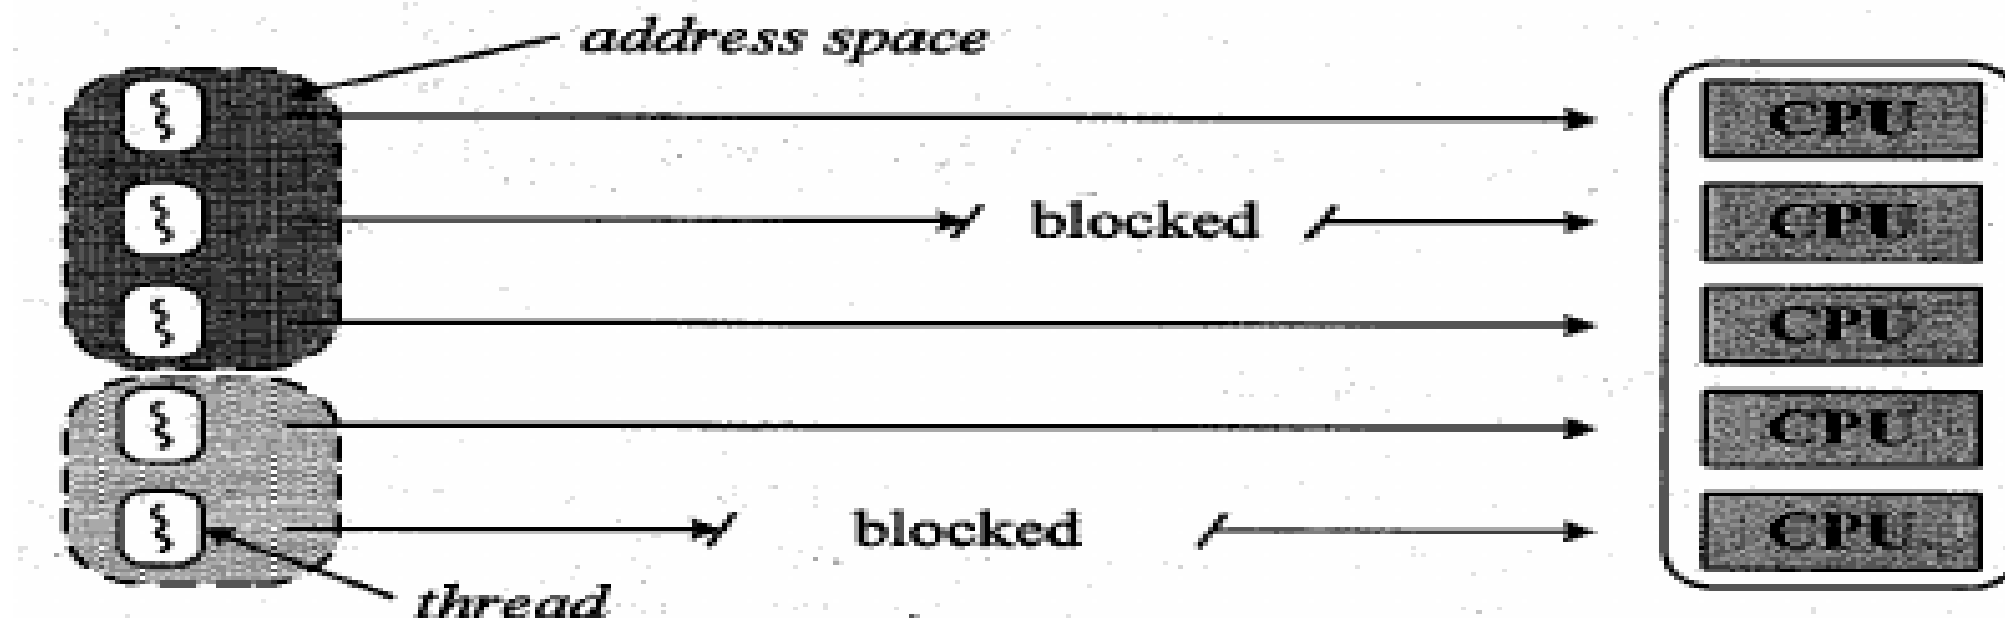 address space
CPU
blocked
CPU
CPU
CPU
blocked
CPU
thread